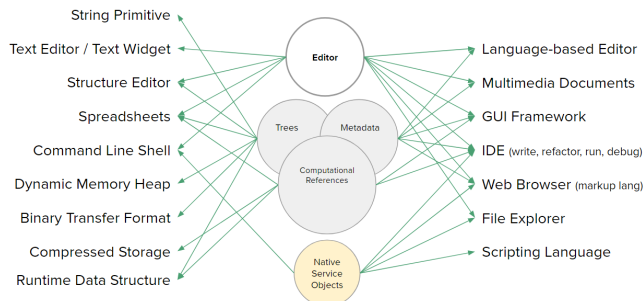 String Primitive
Text Editor / Text Widget
Structure Editor
Spreadsheets
Command Line Shell
Dynamic Memory Heap
Binary Transfer Format
Compressed Storage
Runtime Data Structure
Editor
Trees
Metadata
Computational
References
Native
Service
Objects
Language-based Editor
Multimedia Documents
GUI Framework
IDE (write, refactor, run, debug)
Web Browser (markup lang)
File Explorer
Scripting Language